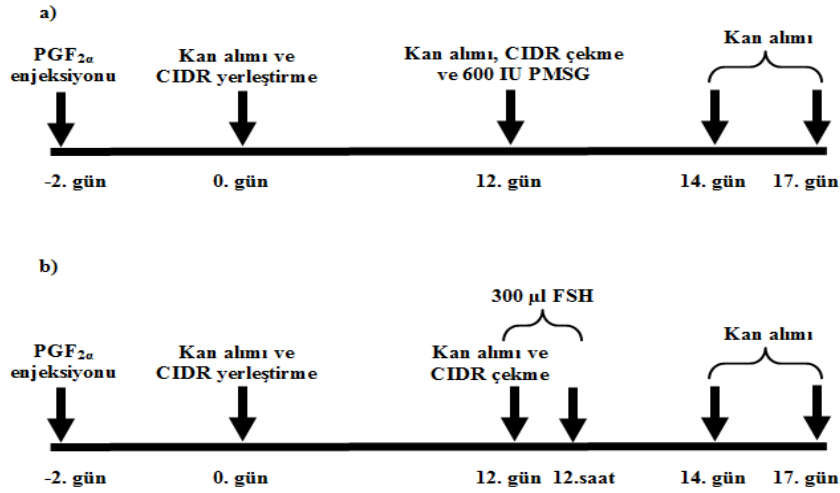 a)
PGF2α
enjeksiyonu
Kan alımı ve
CIDR yerleştirme
Kan alımı, CIDR çekme
ve 600 IU PMSG
Kan alımı
-2. gün
0. gün
12. gün
14. gün
17. gün
b)
300 µl FSH
PGF2α
enjeksiyonu
Kan alımı ve
CIDR yerleştirme
Kan alımı ve
CIDR çekme
Kan alımı
-2. gün
0. gün
12. gün
12.saat
14. gün
17. gün